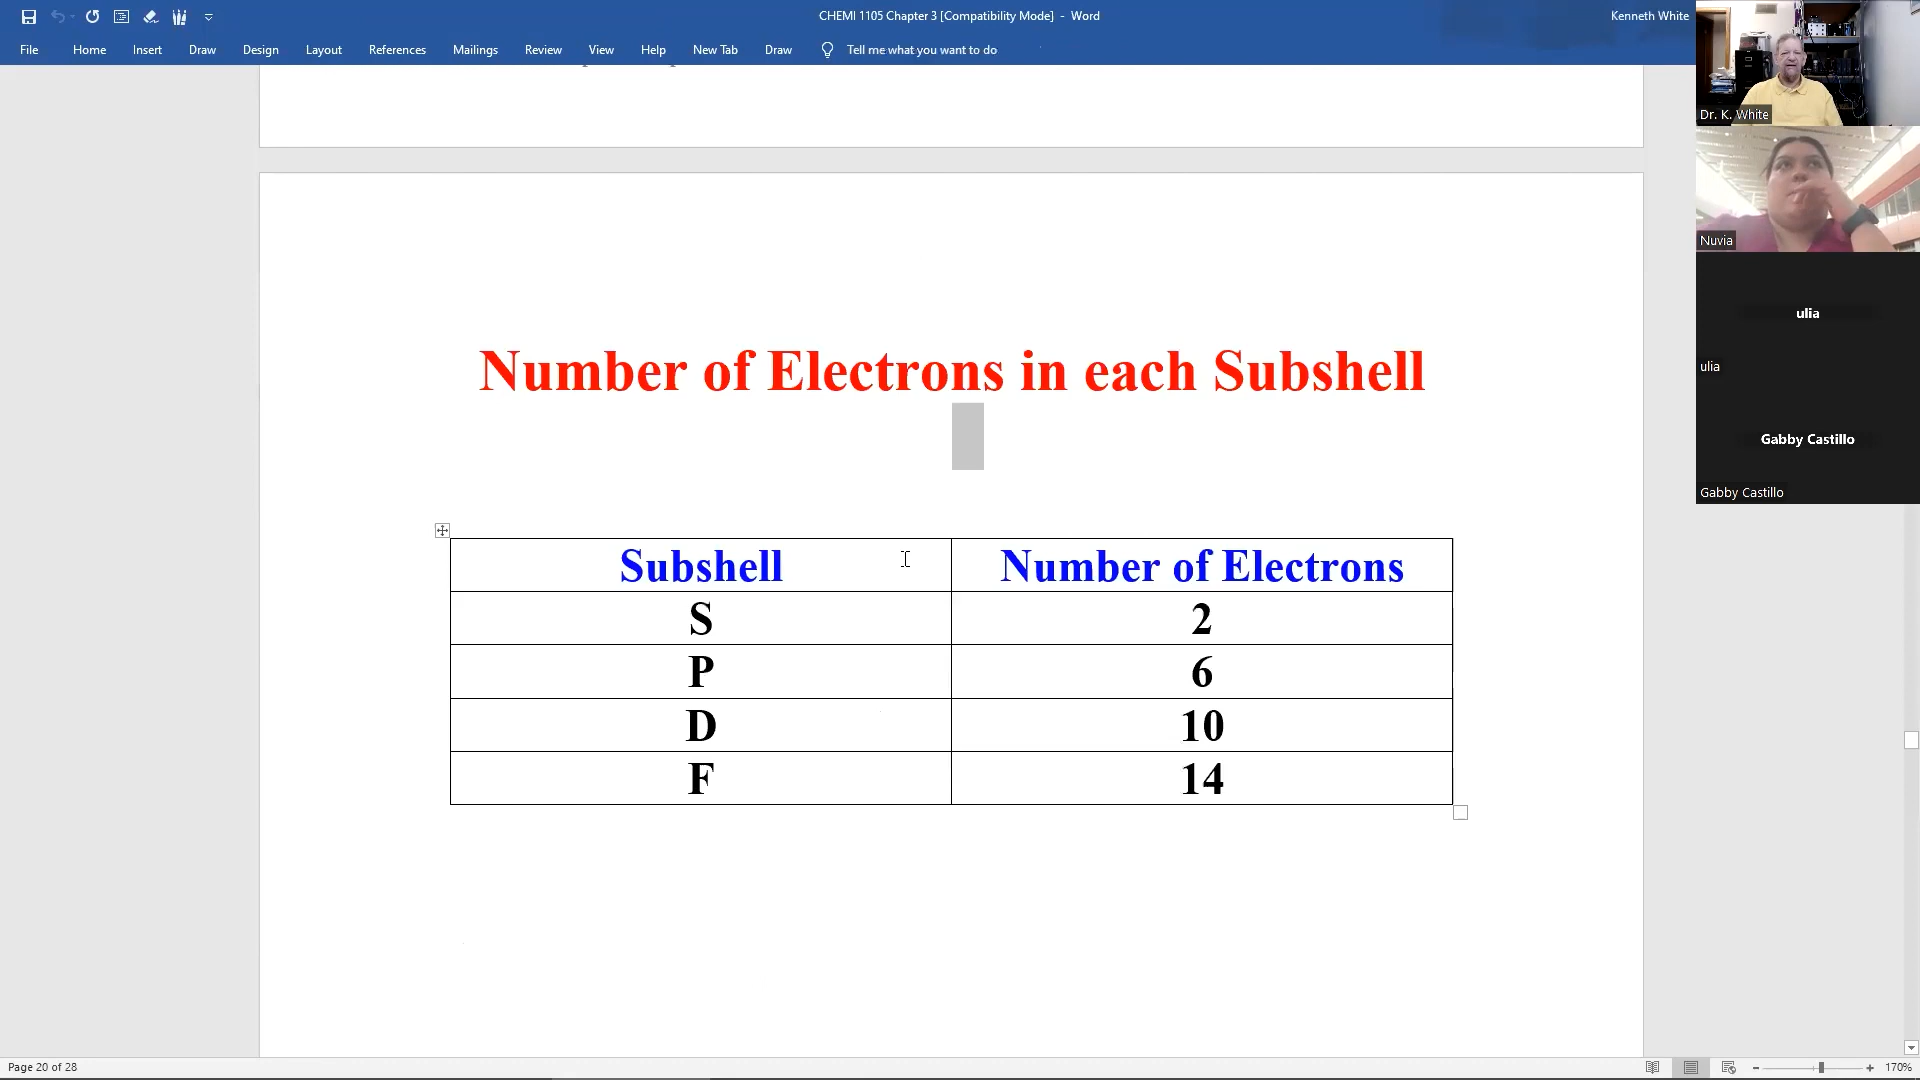 CHEMI 1105 Chapter 3 [Compatibility Mode] - Word
Kenneth White
File Home Insert Draw Design Layout References Mailings Review View Help New Tab Draw Tell me what you want to do
Dr. K. White
Nuvia
ulia
ulia
Gabby Castillo
Gabby Castillo
Number of Electrons in each Subshell
Subshell Number of Electrons
S 2
P 6
D 10
F 14
Page 20 of 28
170%